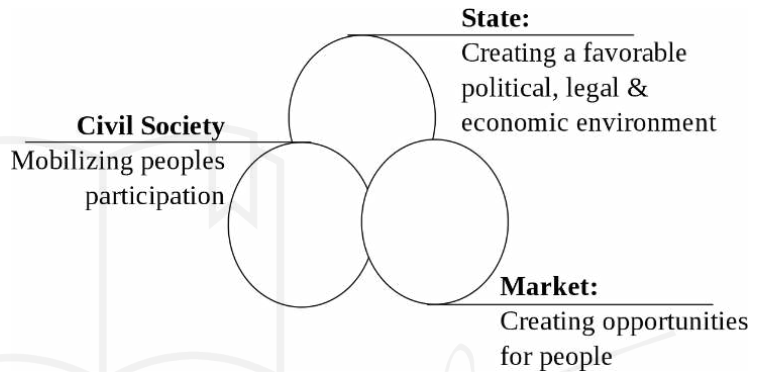 State:
Creating a favorable
political, legal &
economic environment
Civil Society
Mobilizing peoples
participation
Market:
Creating opportunities
for people